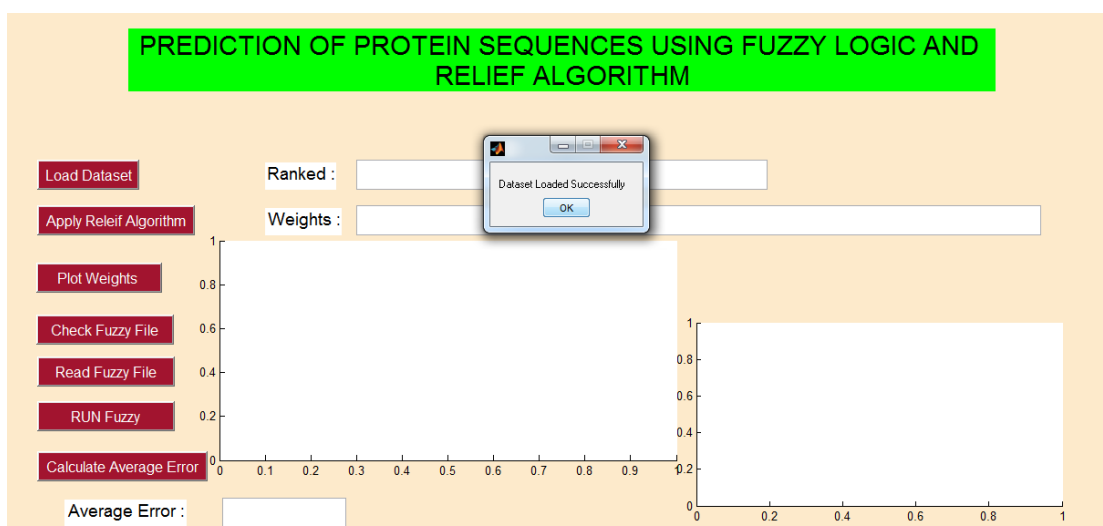 PREDICTION OF PROTEIN SEQUENCES USING FUZZY LOGIC AND
RELIEF ALGORITHM
Load Dataset
Ranked :
Dataset Loaded Successfully
OK
Apply Releif Algorithm
Weights :
Plot Weights
Check Fuzzy File
Read Fuzzy File
RUN Fuzzy
Calculate Average Error
Average Error :
1
0.8
0.6
0.4
0.2
0
0 0.1 0.2 0.3 0.4 0.5 0.6 0.7 0.8 0.9 1
1
0.8
0.6
0.4
0.2
0
0 0.2 0.4 0.6 0.8 1